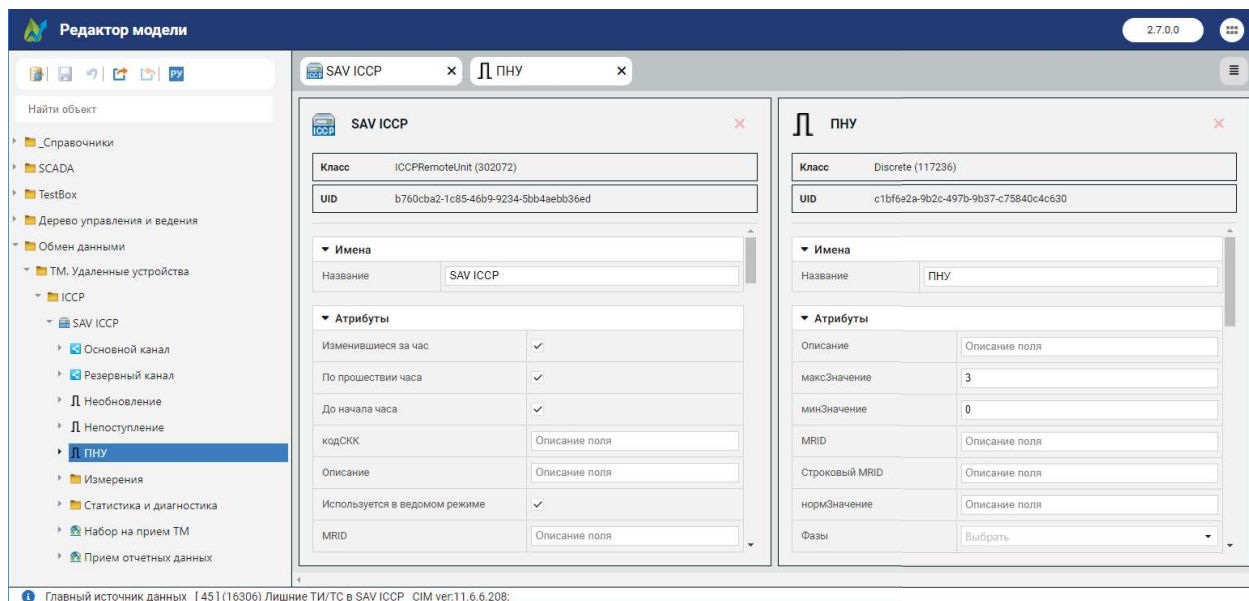 Редактор модели
2.7.0.0
РУ
Найти объект
_Справочники
SCADA
TestBox
Дерево управления и ведения
Обмен данными
ТМ. Удаленные устройства
ICCP
SAV ICCP
Основной канал
Резервный канал
Необновление
Непоступление
ПНУ
Измерения
Статистика и диагностика
Набор на прием ТМ
Прием отчетных данных
ICCP SAV ICCP
ПНУ
ICCP SAV ICCP
Класс ICCPRemoteUnit (302072)
UID b760cba2-1c85-46b9-9234-5bb4aebb36ed
Имена
Название SAV ICCP
Атрибуты
Изменившиеся за час
По прошествии часа
До начала часа
кодСКК Описание поля
Описание Описание поля
Используется в ведомом режиме
MRID Описание поля
ПНУ
Класс Discrete (117236)
UID c1bf6e2a-9b2c-497b-9b37-c75840c4c630
Имена
Название ПНУ
Атрибуты
Описание Описание поля
максЗначение 3
минЗначение 0
MRID Описание поля
Строковый MRID Описание поля
нормЗначение Описание поля
Фазы Выбрать
Главный источник данных [ 45 ] (16306) Лишние ТИ/ТС в SAV ICCP CIM ver:11.6.6.208: